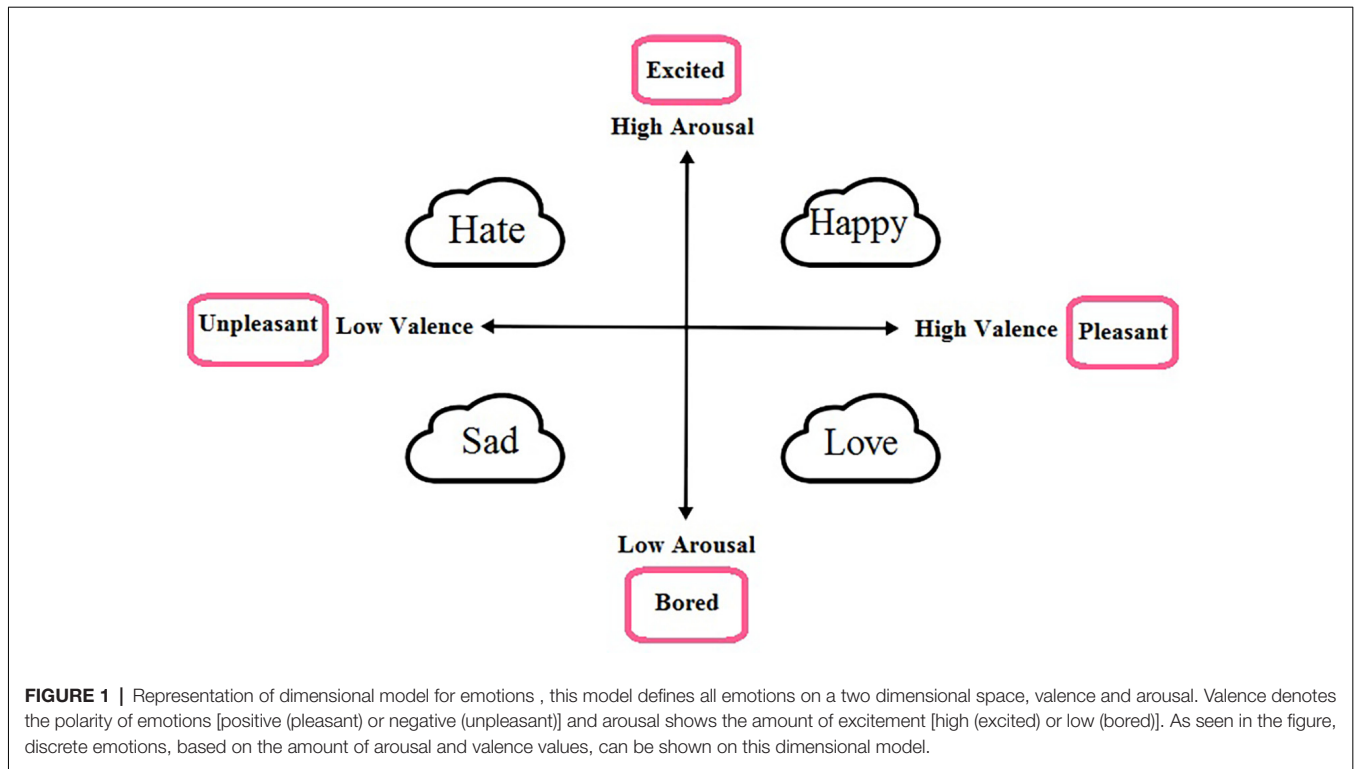 Excited
High Arousal
Hate
Happy
Unpleasant Low Valence
High Valence Pleasant
Sad
Love
Low Arousal
Bored
FIGURE 1 | Representation of dimensional model for emotions , this model defines all emotions on a two dimensional space, valence and arousal. Valence denotes
the polarity of emotions [positive (pleasant) or negative (unpleasant)] and arousal shows the amount of excitement [high (excited) or low (bored)]. As seen in the figure,
discrete emotions, based on the amount of arousal and valence values, can be shown on this dimensional model.